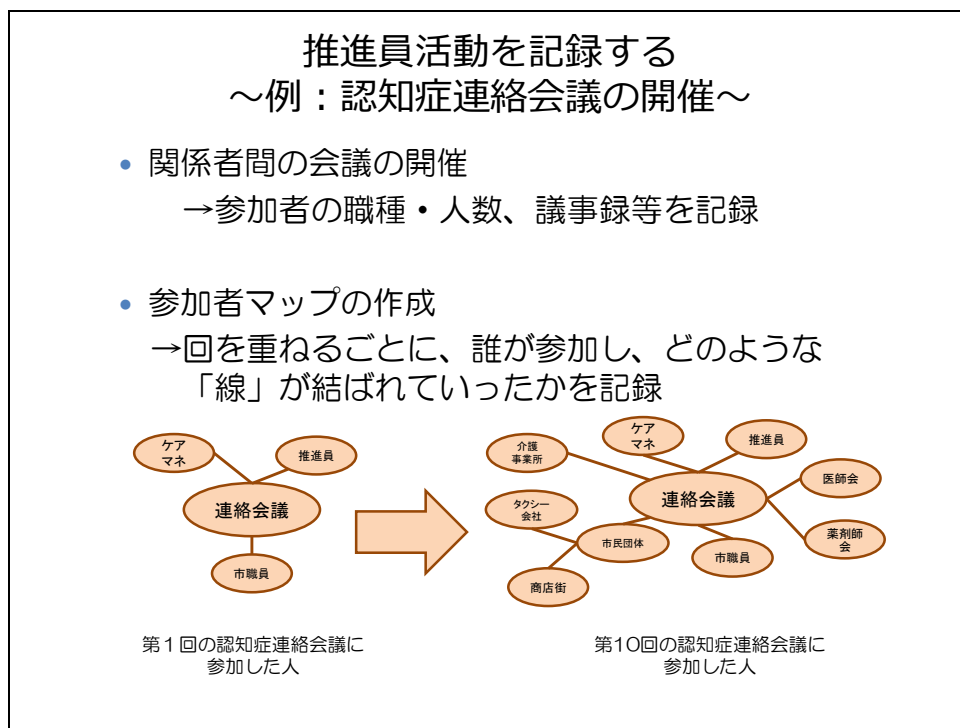 推進員活動を記録する
～例：認知症連絡会議の開催～
• 関係者間の会議の開催
→参加者の職種・人数、議事録等を記録
• 参加者マップの作成
→回を重ねるごとに、誰が参加し、どのような
「線」が結ばれていったかを記録
ケア
マネ
推進員
連絡会議
市職員
介護
事業所
ケア
マネ
推進員
連絡会議
医師会
タクシー
会社
市民団体
市職員
薬剤師
会
商店街
第１回の認知症連絡会議に
参加した人
第10回の認知症連絡会議に
参加した人